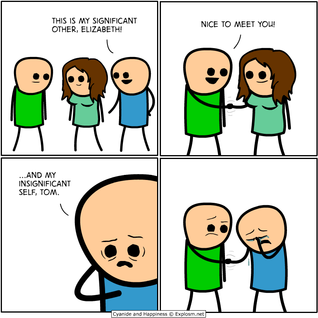 THIS IS MY SIGNIFICANT
OTHER, ELIZABETH!
NICE TO MEET YOU!
...AND MY
INSIGNIFICANT
SELF, TOM.
Cyanide and Happiness © Explosm.net